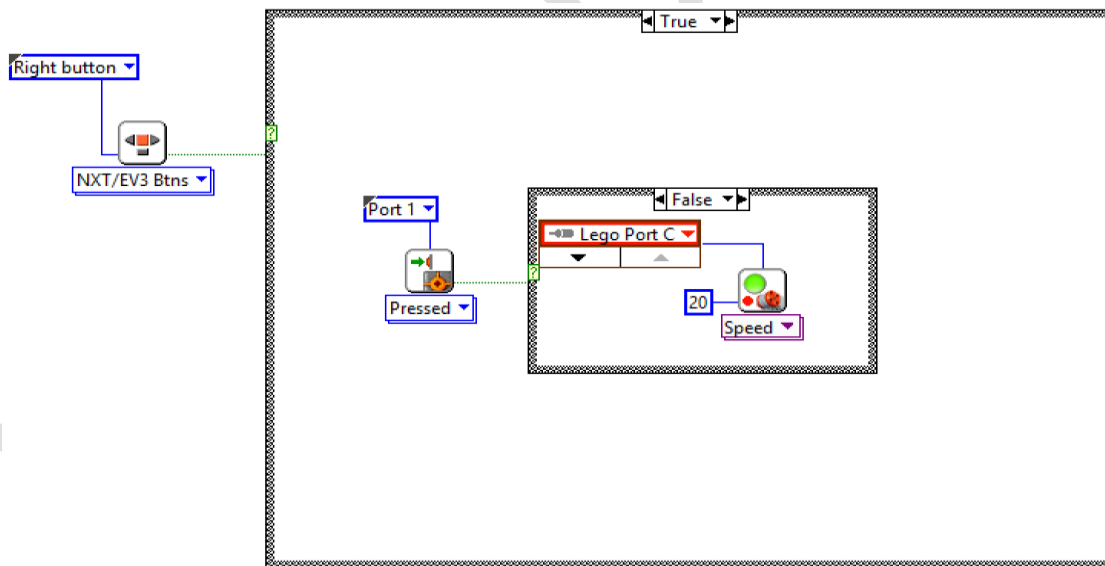 True
Right button
?
NXT/EV3 Btns
Port 1
False
Lego Port C
?
20
Pressed
Speed